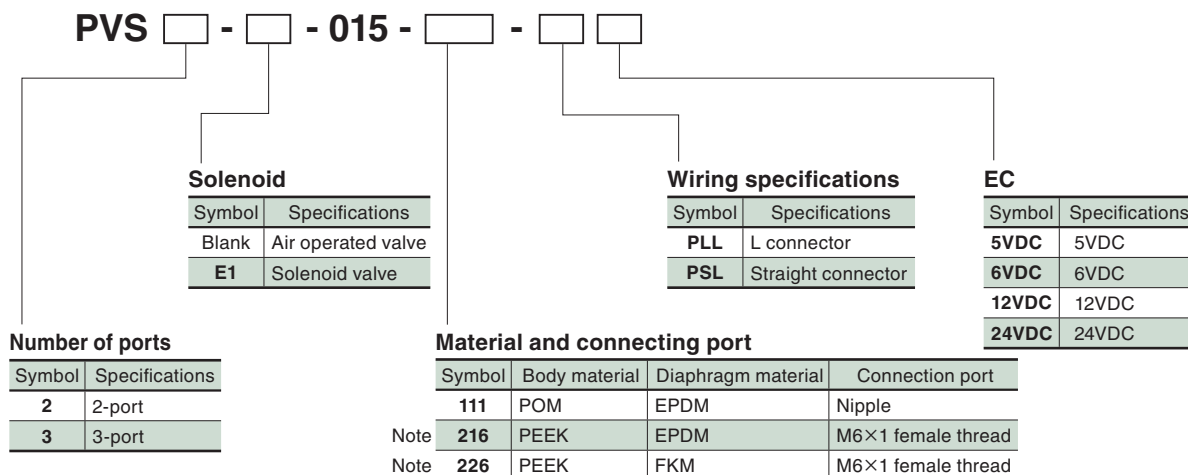 PVS - - 015 - -
Solenoid
Symbol Specifications
Blank Air operated valve
E1 Solenoid valve
Wiring specifications
Symbol Specifications
PLL L connector
PSL Straight connector
EC
Symbol Specifications
5VDC 5VDC
6VDC 6VDC
12VDC 12VDC
24VDC 24VDC
Number of ports
Symbol Specifications
2 2-port
3 3-port
Material and connecting port
Symbol Body material Diaphragm material Connection port
111 POM EPDM Nipple
Note 216 PEEK EPDM M6×1 female thread
Note 226 PEEK FKM M6×1 female thread